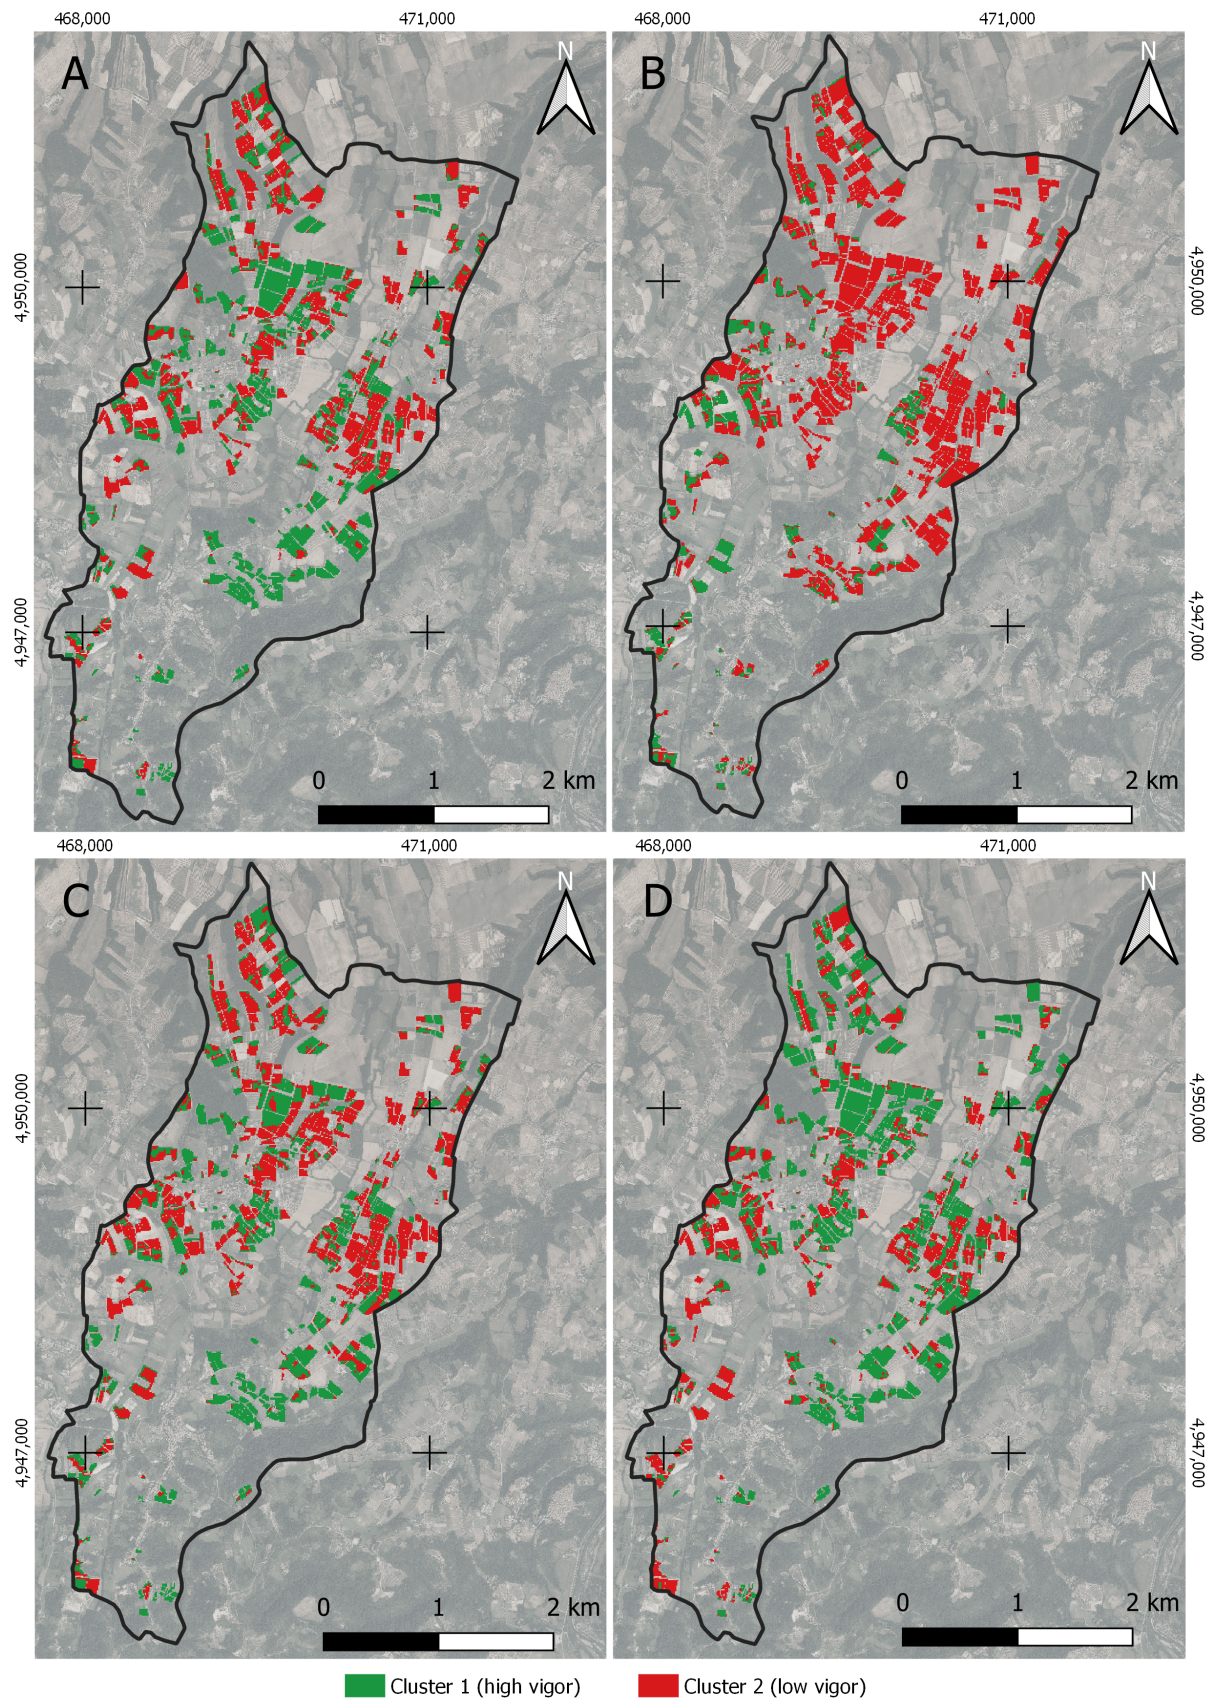 468,000 471,000 468,000 471,000
A N B N
4,950,000 4,950,000
4,947,000 4,947,000
0 1 2 km 0 1 2 km
468,000 471,000 468,000 471,000
C N D N
4,950,000 4,950,000
4,947,000 4,947,000
0 1 2 km 0 1 2 km
Cluster 1 (high vigor) Cluster 2 (low vigor)